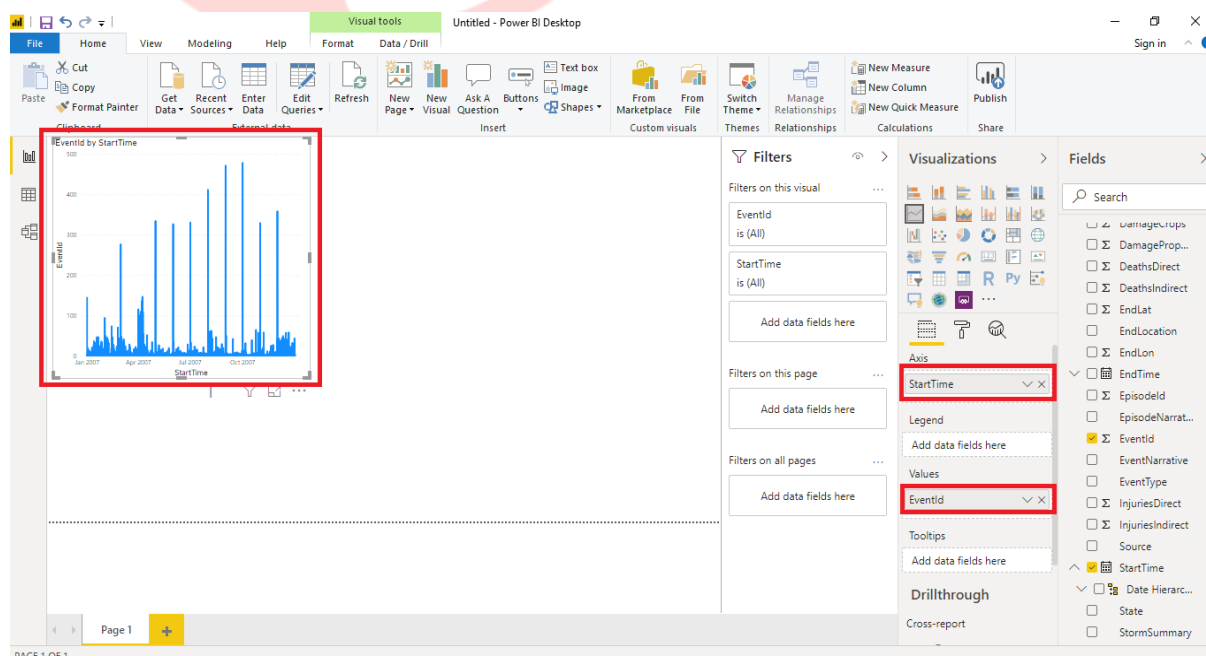 Visual tools
Untitled - Power BI Desktop
File Home View Modeling Help Format Data / Drill Sign in
Paste
Cut
Copy
Format Painter
Clipboard
Get Data
Recent Sources
Enter Data
Edit Queries
Refresh
External data
New Page
New Visual
Ask A Question
Buttons
Text box
Image
Shapes
Insert
From Marketplace
From File
Custom visuals
Switch Theme
Themes
Manage Relationships
Relationships
New Measure
New Column
New Quick Measure
Calculations
Publish
Share
EventId by StartTime
500
400
300
200
100
0
EventId
Jan 2007 Apr 2007 Jul 2007 Oct 2007
StartTime
Filters
Filters on this visual
EventId
is (All)
StartTime
is (All)
Add data fields here
Filters on this page
Add data fields here
Filters on all pages
Add data fields here
Visualizations
123
R Py
Axis
StartTime
Legend
Add data fields here
Values
EventId
Tooltips
Add data fields here
Drillthrough
Cross-report
Fields
Search
DamageCrops
Σ DamageProp...
Σ DeathsDirect
Σ DeathsIndirect
Σ EndLat
EndLocation
Σ EndLon
EndTime
Σ EpisodeId
EpisodeNarrat...
Σ EventId
EventNarrative
EventType
Σ InjuriesDirect
Σ InjuriesIndirect
Source
StartTime
Date Hierarc...
State
StormSummary
Page 1
PAGE 1 OF 1